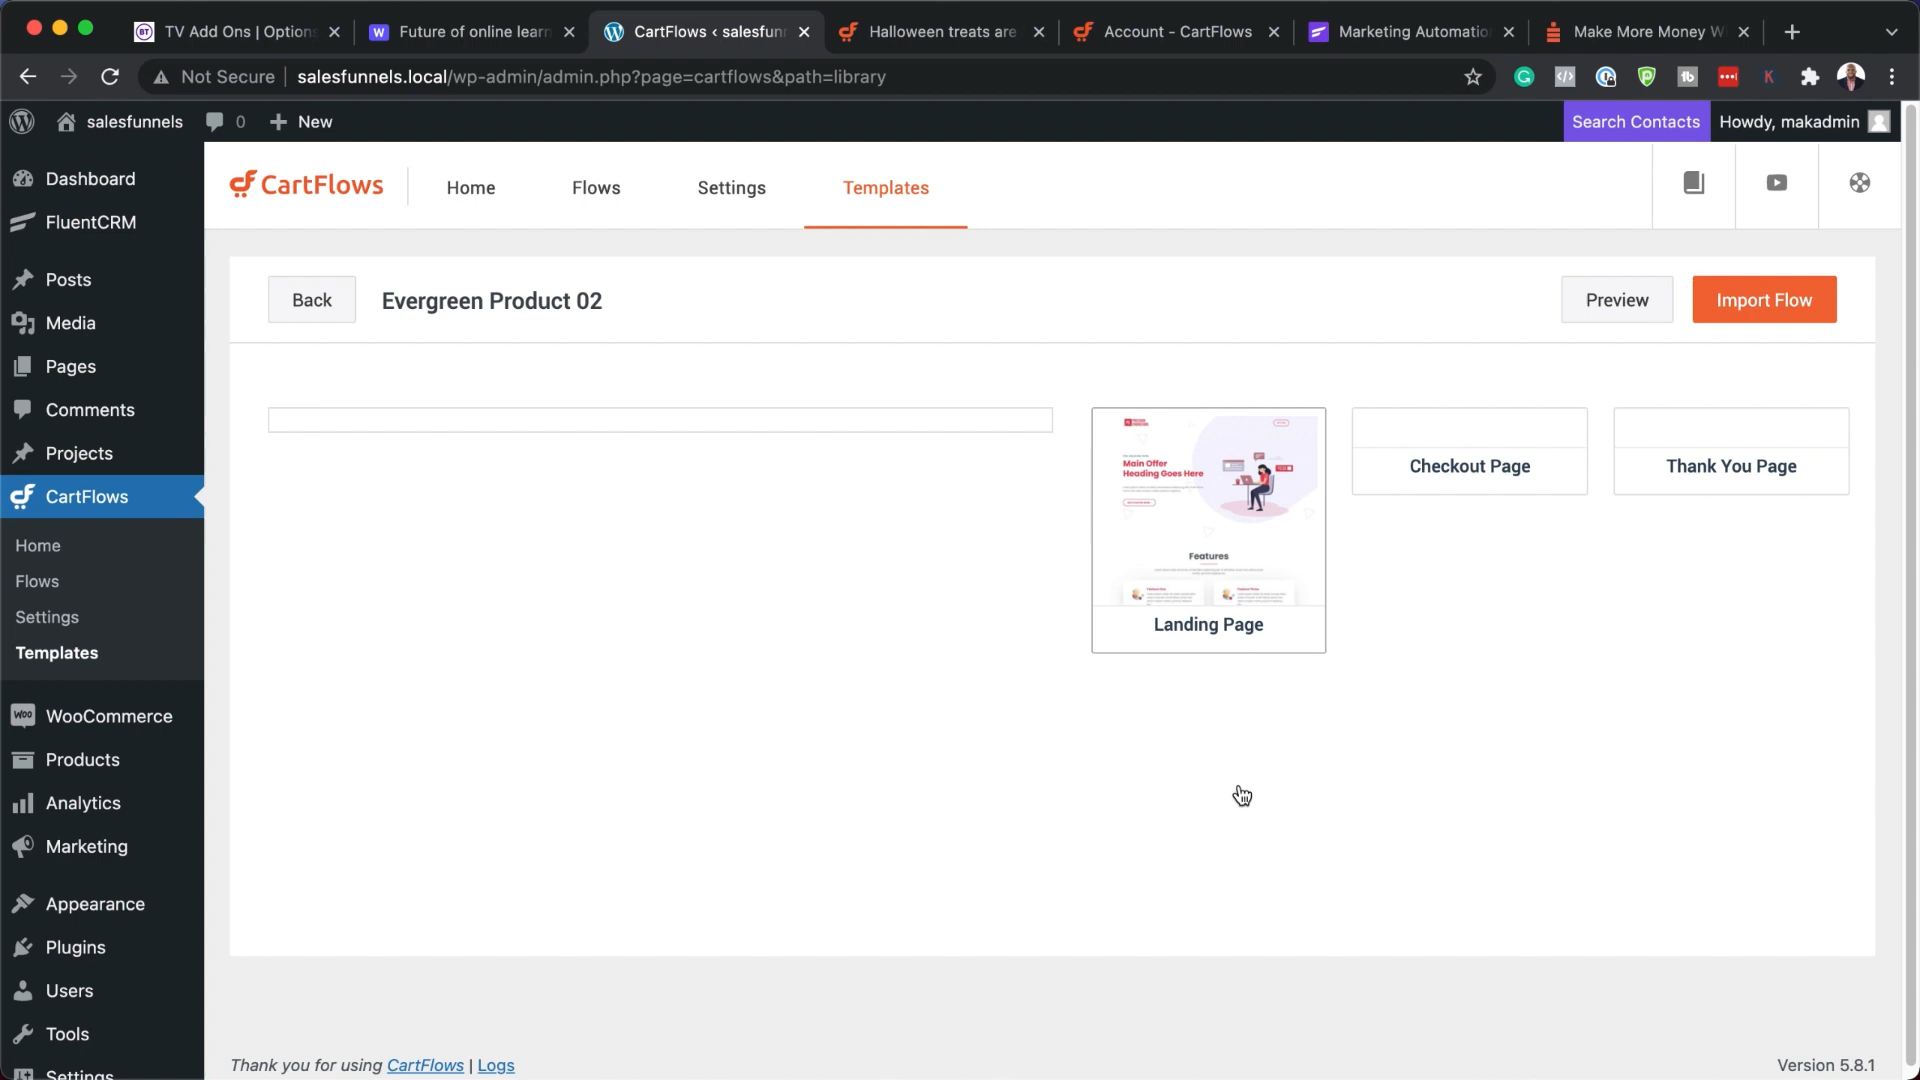 TV Add Ons | Options
Future of online learn
CartFlows ‹ salesfunn
Halloween treats are
Account - CartFlows
Marketing Automatio
Make More Money W
Not Secure
salesfunnels.local/wp-admin/admin.php?page=cartflows&path=library
salesfunnels
0
New
Search Contacts
Howdy, makadmin
Dashboard
FluentCRM
Posts
Media
Pages
Comments
Projects
CartFlows
Home
Flows
Settings
Templates
WooCommerce
Products
Analytics
Marketing
Appearance
Plugins
Users
Tools
Settings
CartFlows
Home
Flows
Settings
Templates
Back
Evergreen Product 02
Preview
Import Flow
Main Offer
Heading Goes Here
Features
Landing Page
Checkout Page
Thank You Page
Thank you for using CartFlows | Logs
Version 5.8.1